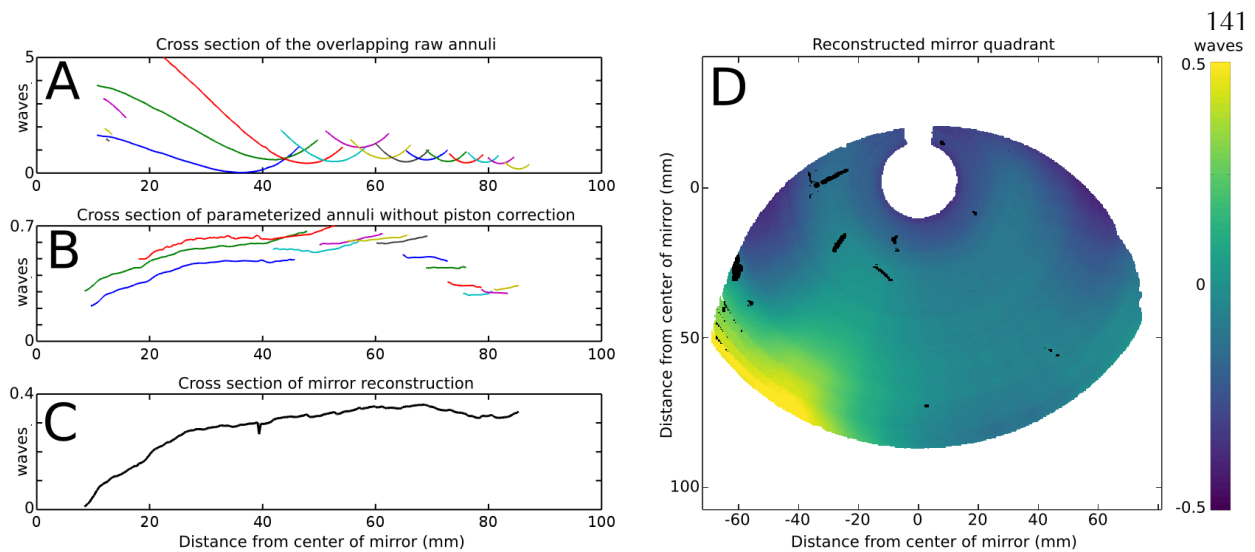 141
Cross section of the overlapping raw annuli
A
5
0
waves
0 20 40 60 80 100
Cross section of parameterized annuli without piston correction
B
0.7
0
waves
0 20 40 60 80 100
Cross section of mirror reconstruction
C
0.4
0
waves
0 20 40 60 80 100
Distance from center of mirror (mm)
Reconstructed mirror quadrant
D
0
50
100
Distance from center of mirror (mm)
-60 -40 -20 0 20 40 60
Distance from center of mirror (mm)
waves
0.5
0
-0.5